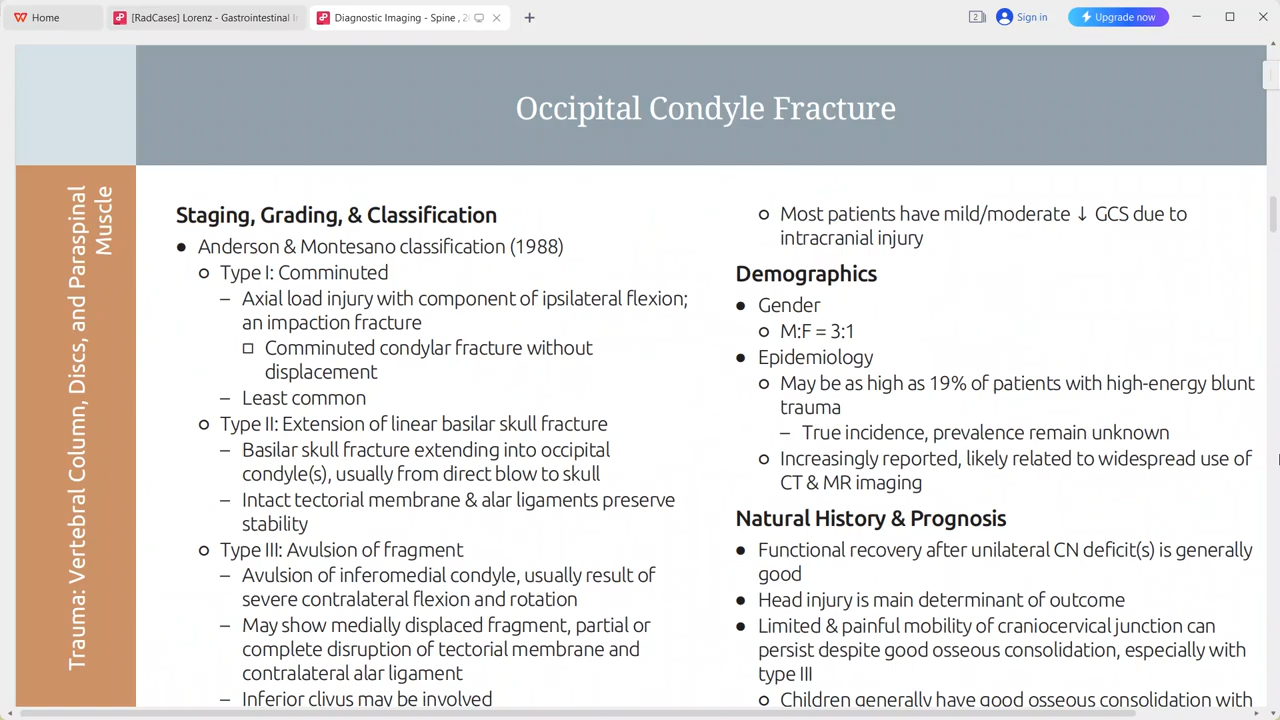 Home
[RadCases] Lorenz - Gastrointestinal I
Diagnostic Imaging - Spine , 2
2
Sign in
Upgrade now
Occipital Condyle Fracture
Trauma: Vertebral Column, Discs, and Paraspinal
Muscle
Staging, Grading, & Classification
● Anderson & Montesano classification (1988)
○ Type I: Comminuted
– Axial load injury with component of ipsilateral flexion;
an impaction fracture
□ Comminuted condylar fracture without
displacement
– Least common
○ Type II: Extension of linear basilar skull fracture
– Basilar skull fracture extending into occipital
condyle(s), usually from direct blow to skull
– Intact tectorial membrane & alar ligaments preserve
stability
○ Type III: Avulsion of fragment
– Avulsion of inferomedial condyle, usually result of
severe contralateral flexion and rotation
– May show medially displaced fragment, partial or
complete disruption of tectorial membrane and
contralateral alar ligament
– Inferior clivus may be involved
○ Most patients have mild/moderate ↓ GCS due to
intracranial injury
Demographics
● Gender
○ M:F = 3:1
● Epidemiology
○ May be as high as 19% of patients with high-energy blunt
trauma
– True incidence, prevalence remain unknown
○ Increasingly reported, likely related to widespread use of
CT & MR imaging
Natural History & Prognosis
● Functional recovery after unilateral CN deficit(s) is generally
good
● Head injury is main determinant of outcome
● Limited & painful mobility of craniocervical junction can
persist despite good osseous consolidation, especially with
type III
○ Children generally have good osseous consolidation with